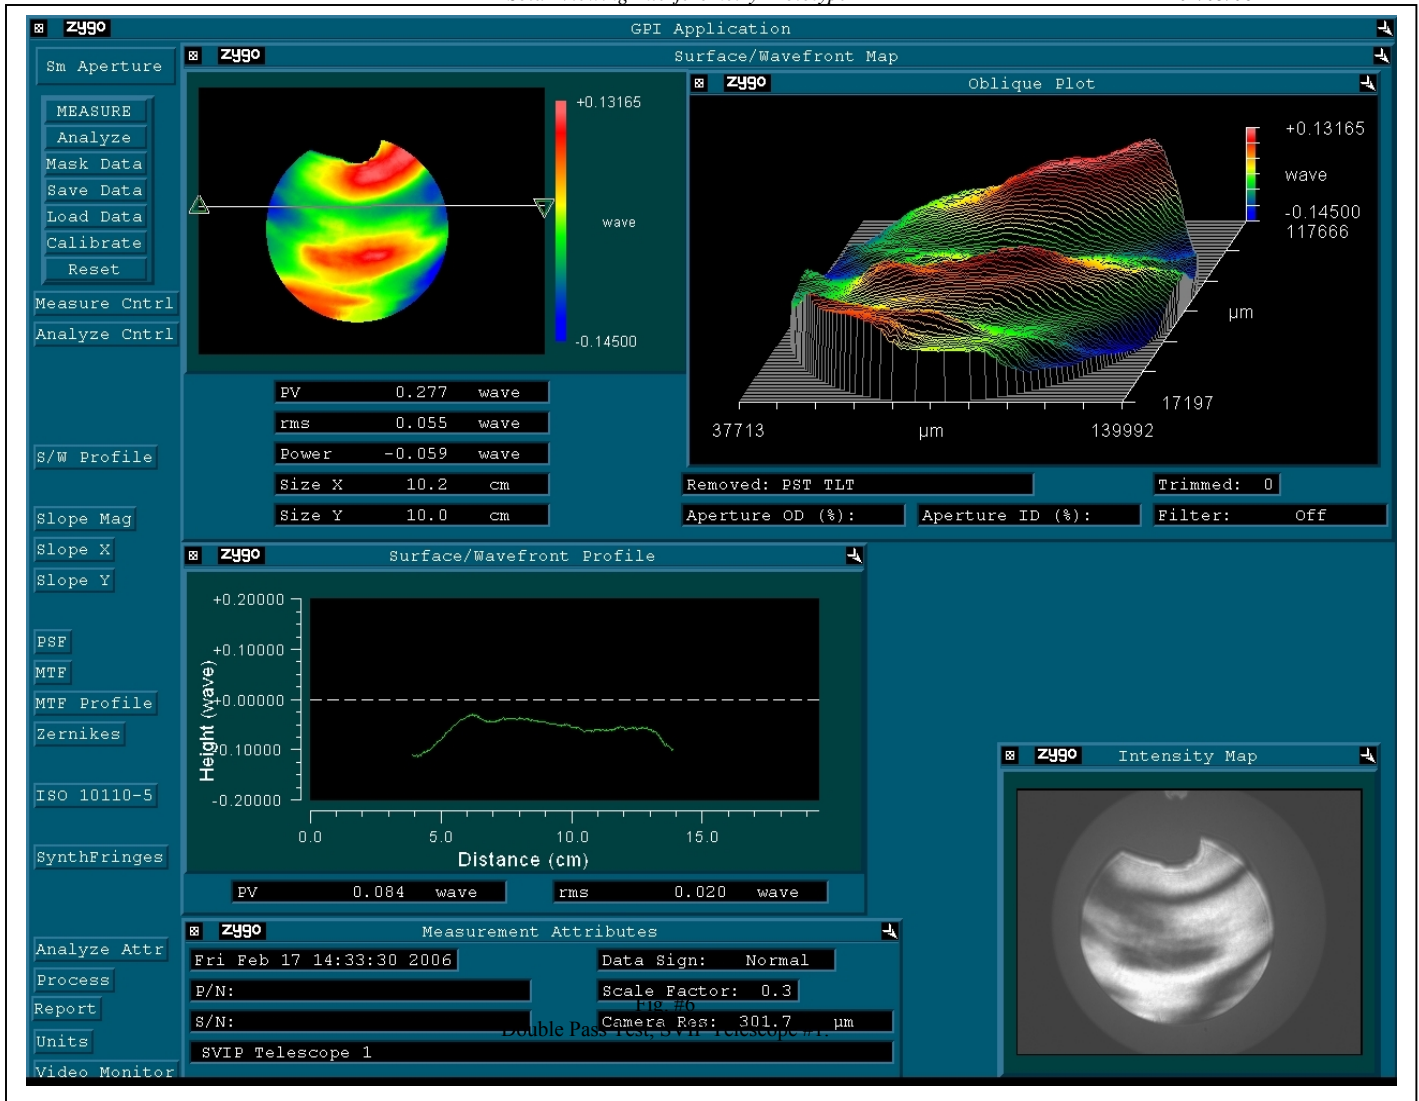 zygo GPI Application
Sm Aperture
MEASURE
Analyze
Mask Data
Save Data
Load Data
Calibrate
Reset
Measure Cntrl
Analyze Cntrl
S/W Profile
Slope Mag
Slope X
Slope Y
PSF
MTF
MTF Profile
Zernikes
ISO 10110-5
SynthFringes
Analyze Attr
Process
Report
Units
Video Monitor
zygo Surface/Wavefront Map
+0.13165
wave
-0.14500
zygo Oblique Plot
+0.13165
wave
-0.14500
117666
µm
17197
37713 µm 139992
PV 0.277 wave
rms 0.055 wave
Power -0.059 wave
Size X 10.2 cm
Size Y 10.0 cm
Removed: PST TLT Trimmed: 0
Aperture OD (%): Aperture ID (%): Filter: Off
zygo Surface/Wavefront Profile
+0.20000
+0.10000
+0.00000
-0.10000
-0.20000
Height (wave)
0.0 5.0 10.0 15.0
Distance (cm)
PV 0.084 wave rms 0.020 wave
zygo Intensity Map
zygo Measurement Attributes
Fri Feb 17 14:33:30 2006 Data Sign: Normal
P/N: Scale Factor: 0.3
S/N: Camera Res: 301.7 µm
SVIP Telescope 1
Fig. #6
Double Pass Test, SVIP Telescope #1.